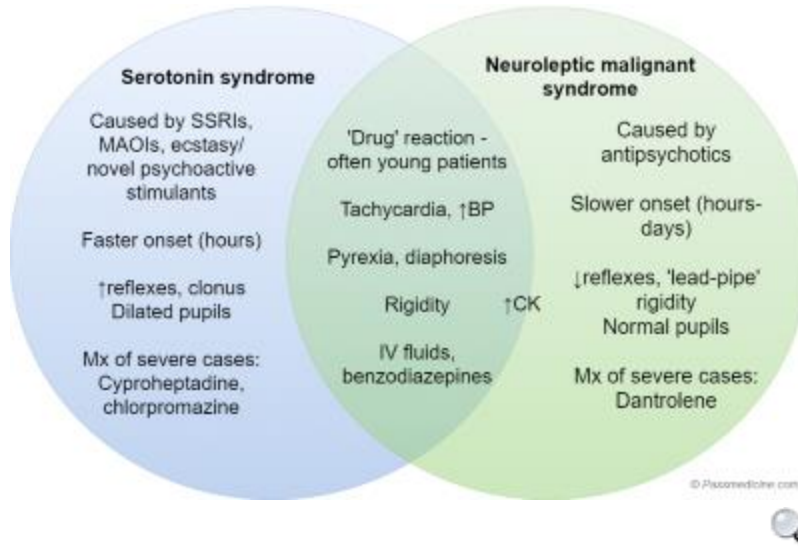 Serotonin syndrome
Caused by SSRIs,
MAOIs, ecstasy/
novel psychoactive
stimulants
Faster onset (hours)
↑reflexes, clonus
Dilated pupils
Mx of severe cases:
Cyproheptadine,
chlorpromazine
'Drug' reaction -
often young patients
Tachycardia, ↑BP
Pyrexia, diaphoresis
Rigidity
↑CK
IV fluids,
benzodiazepines
Neuroleptic malignant
syndrome
Caused by
antipsychotics
Slower onset (hours-
days)
↓reflexes, 'lead-pipe'
rigidity
Normal pupils
Mx of severe cases:
Dantrolene
© Passmedicine.com